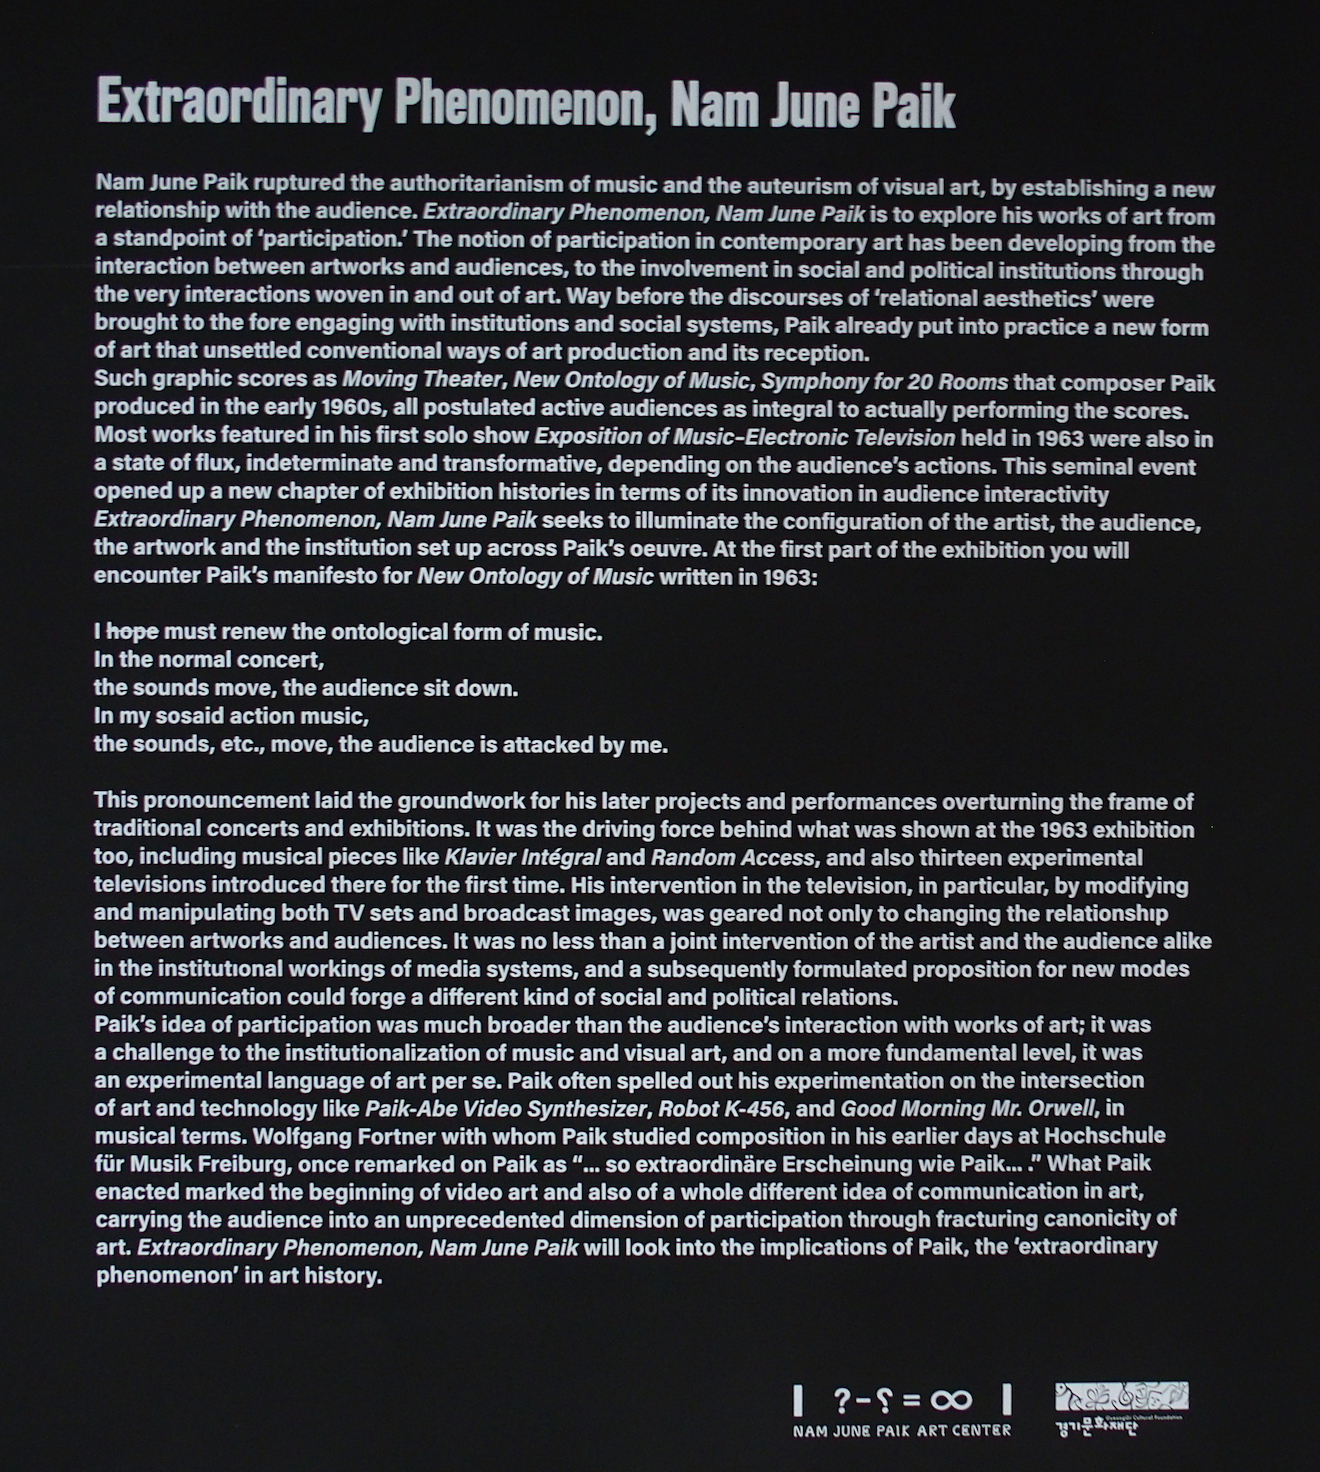 Extraordinary Phenomenon, Nam June Paik
Nam June Paik ruptured the authoritarianism of music and the auteurism of visual art, by establishing a new
relationship with the audience. Extraordinary Phenomenon, Nam June Paik is to explore his works of art from
a standpoint of ‘participation.’ The notion of participation in contemporary art has been developing from the
interaction between artworks and audiences, to the involvement in social and political institutions through
the very interactions woven in and out of art. Way before the discourses of ‘relational aesthetics’ were
brought to the fore engaging with institutions and social systems, Paik already put into practice a new form
of art that unsettled conventional ways of art production and its reception.
Such graphic scores as Moving Theater, New Ontology of Music, Symphony for 20 Rooms that composer Paik
produced in the early 1960s, all postulated active audiences as integral to actually performing the scores.
Most works featured in his first solo show Exposition of Music–Electronic Television held in 1963 were also in
a state of flux, indeterminate and transformative, depending on the audience’s actions. This seminal event
opened up a new chapter of exhibition histories in terms of its innovation in audience interactivity
Extraordinary Phenomenon, Nam June Paik seeks to illuminate the configuration of the artist, the audience,
the artwork and the institution set up across Paik’s oeuvre. At the first part of the exhibition you will
encounter Paik’s manifesto for New Ontology of Music written in 1963:
I hope must renew the ontological form of music.
In the normal concert,
the sounds move, the audience sit down.
In my sosaid action music,
the sounds, etc., move, the audience is attacked by me.
This pronouncement laid the groundwork for his later projects and performances overturning the frame of
traditional concerts and exhibitions. It was the driving force behind what was shown at the 1963 exhibition
too, including musical pieces like Klavier Intégral and Random Access, and also thirteen experimental
televisions introduced there for the first time. His intervention in the television, in particular, by modifying
and manipulating both TV sets and broadcast images, was geared not only to changing the relationship
between artworks and audiences. It was no less than a joint intervention of the artist and the audience alike
in the institutional workings of media systems, and a subsequently formulated proposition for new modes
of communication could forge a different kind of social and political relations.
Paik’s idea of participation was much broader than the audience’s interaction with works of art; it was
a challenge to the institutionalization of music and visual art, and on a more fundamental level, it was
an experimental language of art per se. Paik often spelled out his experimentation on the intersection
of art and technology like Paik-Abe Video Synthesizer, Robot K-456, and Good Morning Mr. Orwell, in
musical terms. Wolfgang Fortner with whom Paik studied composition in his earlier days at Hochschule
für Musik Freiburg, once remarked on Paik as “... so extraordinäre Erscheinung wie Paik... .” What Paik
enacted marked the beginning of video art and also of a whole different idea of communication in art,
carrying the audience into an unprecedented dimension of participation through fracturing canonicity of
art. Extraordinary Phenomenon, Nam June Paik will look into the implications of Paik, the ‘extraordinary
phenomenon’ in art history.
| ?-⸮=∞ |
NAM JUNE PAIK ART CENTER
Cultural Foundation
경기문화재단